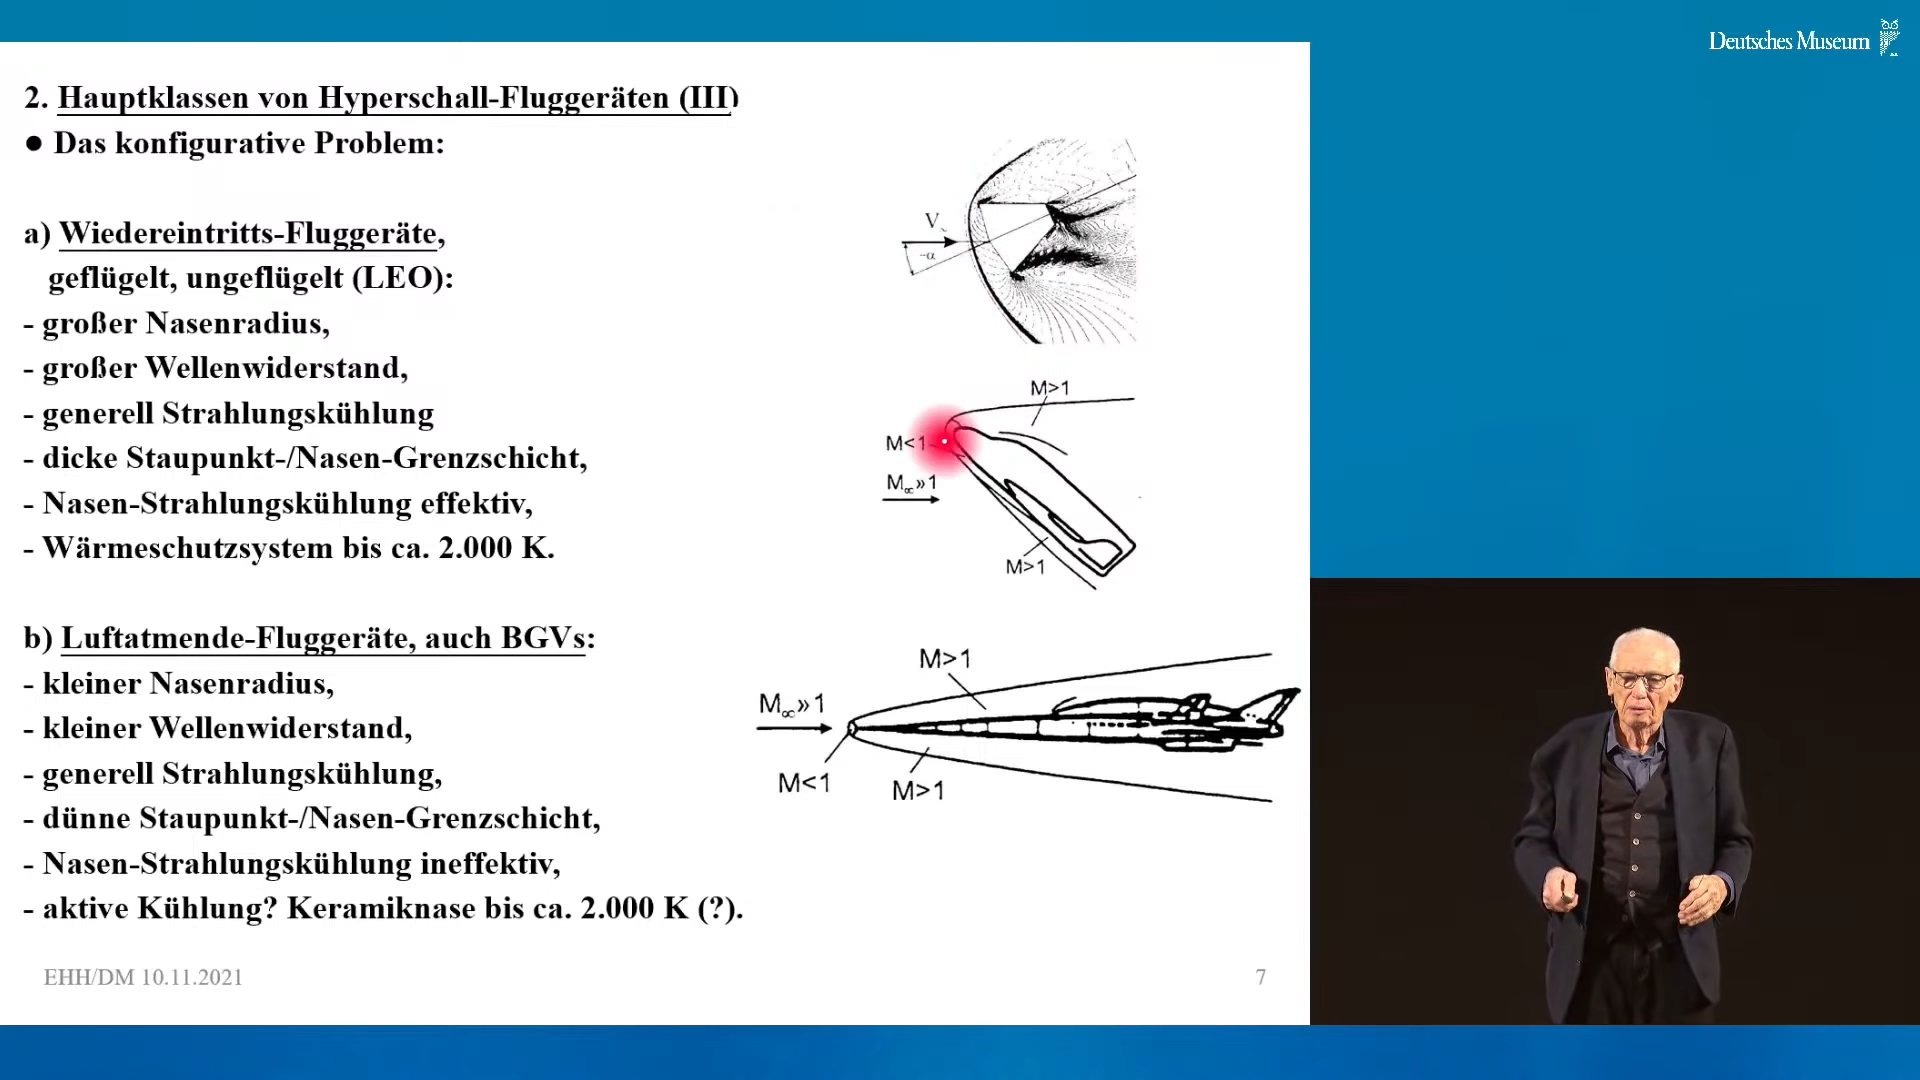 Deutsches Museum
2. Hauptklassen von Hyperschall-Fluggeräten (III)
● Das konfigurative Problem:
a) Wiedereintritts-Fluggeräte,
geflügelt, ungeflügelt (LEO):
- großer Nasenradius,
- großer Wellenwiderstand,
- generell Strahlungskühlung
- dicke Staupunkt-/Nasen-Grenzschicht,
- Nasen-Strahlungskühlung effektiv,
- Wärmeschutzsystem bis ca. 2.000 K.
V∞
-α
M>1
M<1
M∞»1
M>1
b) Luftatmende-Fluggeräte, auch BGVs:
- kleiner Nasenradius,
- kleiner Wellenwiderstand,
- generell Strahlungskühlung,
- dünne Staupunkt-/Nasen-Grenzschicht,
- Nasen-Strahlungskühlung ineffektiv,
- aktive Kühlung? Keramiknase bis ca. 2.000 K (?).
M>1
M∞»1
M<1
M>1
EHH/DM 10.11.2021
7